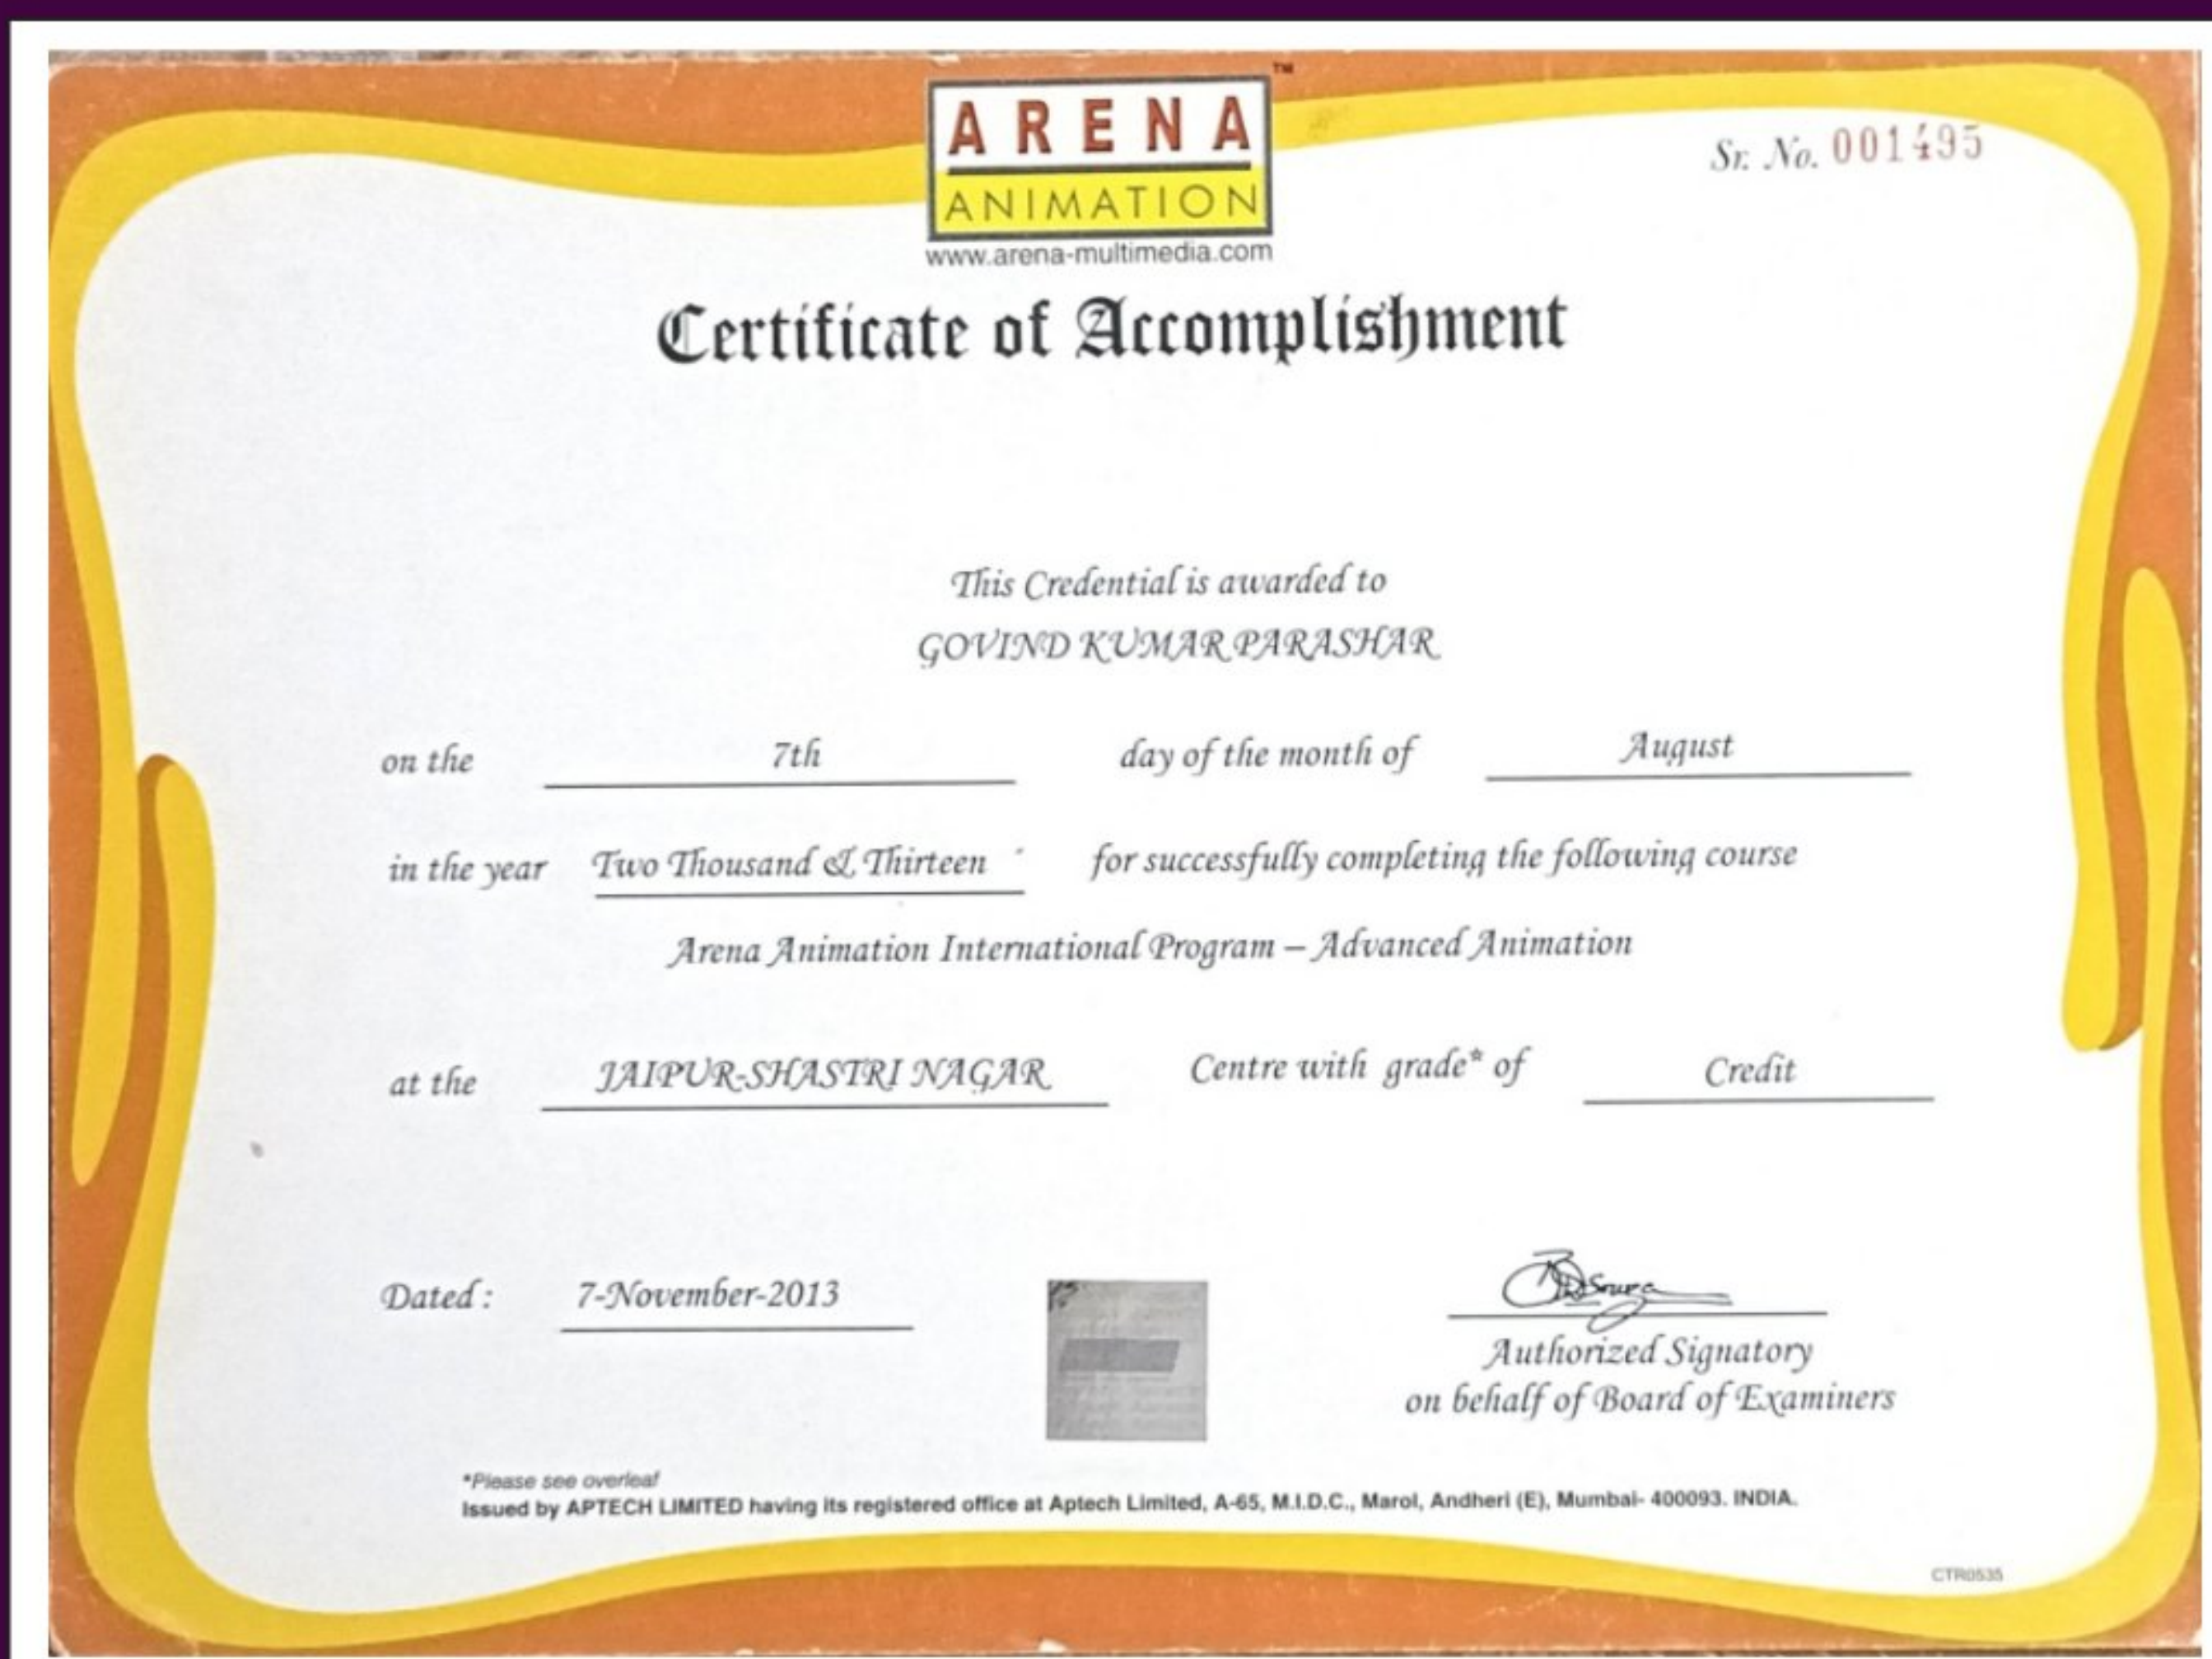 ARENA TM
ANIMATION
www.arena-multimedia.com
Sr. No. 001495
Certificate of Accomplishment
This Credential is awarded to
GOVIND KUMAR PARASHAR
on the 7th day of the month of August
in the year Two Thousand & Thirteen for successfully completing the following course
Arena Animation International Program – Advanced Animation
at the JAIPUR-SHASTRI NAGAR Centre with grade* of Credit
Dated : 7-November-2013
Authorized Signatory
on behalf of Board of Examiners
*Please see overleaf
Issued by APTECH LIMITED having its registered office at Aptech Limited, A-65, M.I.D.C., Marol, Andheri (E), Mumbai- 400093. INDIA.
CTR0535